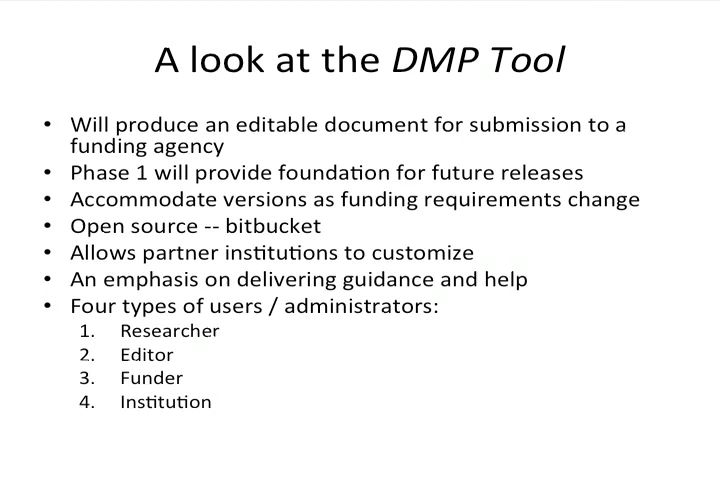 A look at the DMP Tool
• Will produce an editable document for submission to a
funding agency
• Phase 1 will provide foundation for future releases
• Accommodate versions as funding requirements change
• Open source -- bitbucket
• Allows partner institutions to customize
• An emphasis on delivering guidance and help
• Four types of users / administrators:
1. Researcher
2. Editor
3. Funder
4. Institution